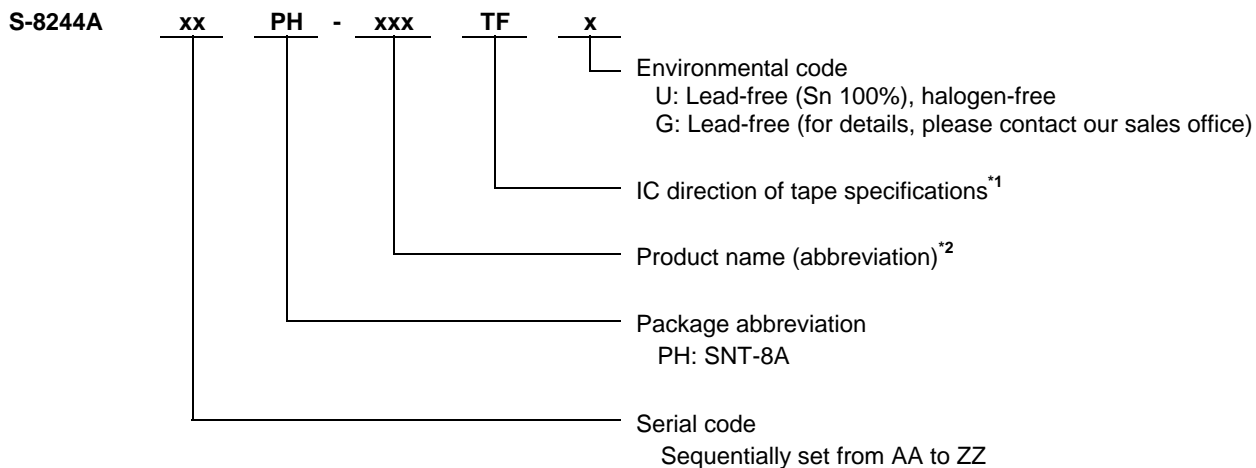 S-8244A xx PH - xxx TF x
Environmental code
U: Lead-free (Sn 100%), halogen-free
G: Lead-free (for details, please contact our sales office)
IC direction of tape specifications*1
Product name (abbreviation)*2
Package abbreviation
PH: SNT-8A
Serial code
Sequentially set from AA to ZZ